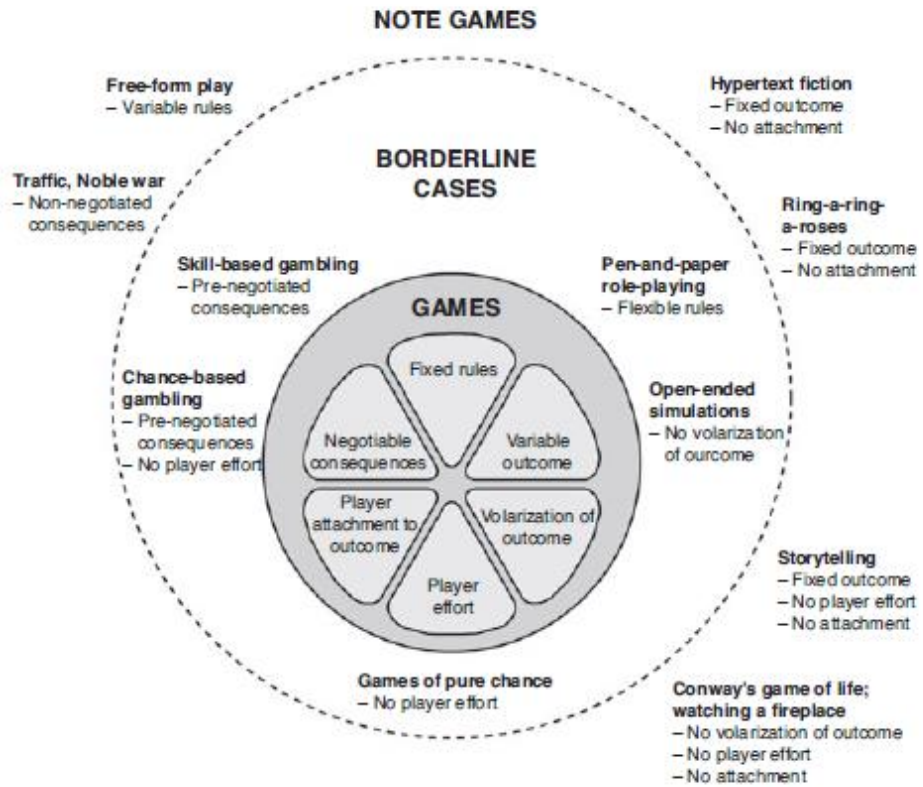 NOTE GAMES
Free-form play
– Variable rules
Hypertext fiction
– Fixed outcome
– No attachment
BORDERLINE
CASES
Traffic, Noble war
– Non-negotiated
consequences
Ring-a-ring-
a-roses
– Fixed outcome
– No attachment
Skill-based gambling
– Pre-negotiated
consequences
Pen-and-paper
role-playing
– Flexible rules
GAMES
Fixed rules
Chance-based
gambling
– Pre-negotiated
consequences
– No player effort
Negotiable
consequences
Variable
outcome
Open-ended
simulations
– No volarization
of ourcome
Player
attachment to
outcome
Volarization of
outcome
Player
effort
Storytelling
– Fixed outcome
– No player effort
– No attachment
Games of pure chance
– No player effort
Conway's game of life;
watching a fireplace
– No volarization of outcome
– No player effort
– No attachment